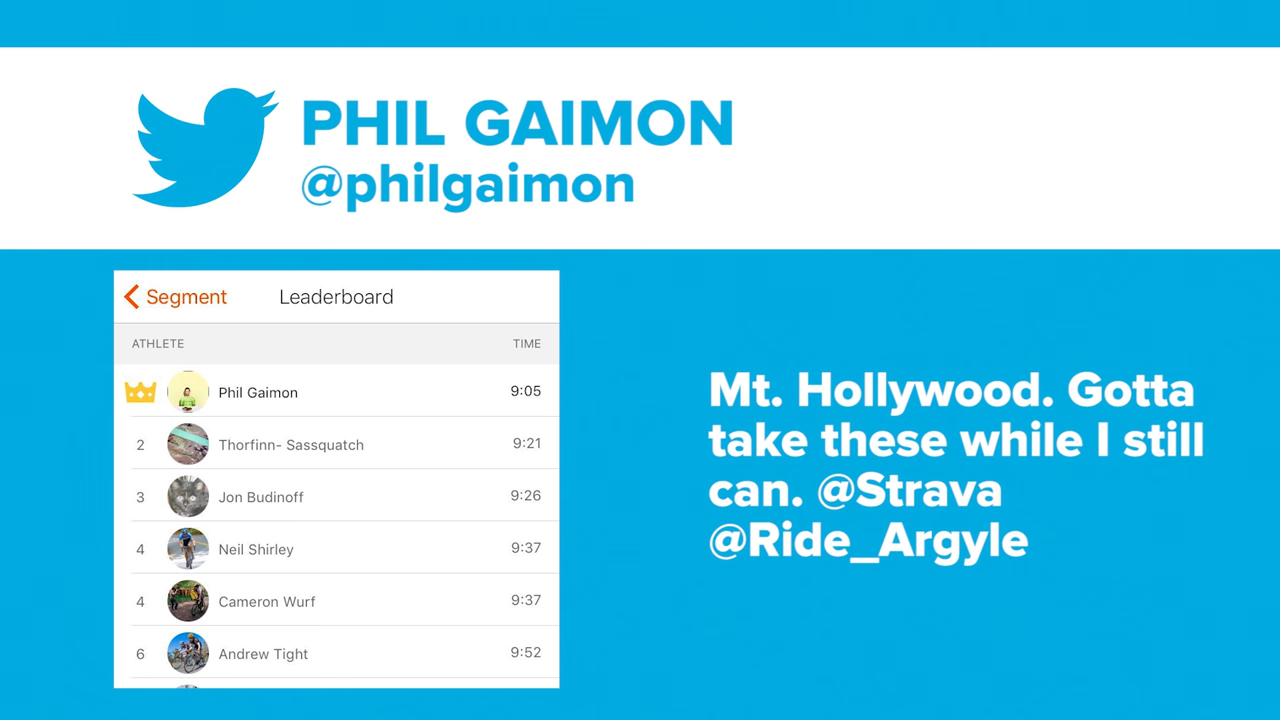 PHIL GAIMON
@philgaimon
Segment Leaderboard
ATHLETE TIME
Phil Gaimon 9:05
2 Thorfinn- Sassquatch 9:21
3 Jon Budinoff 9:26
4 Neil Shirley 9:37
4 Cameron Wurf 9:37
6 Andrew Tight 9:52
Mt. Hollywood. Gotta
take these while I still
can. @Strava
@Ride_Argyle